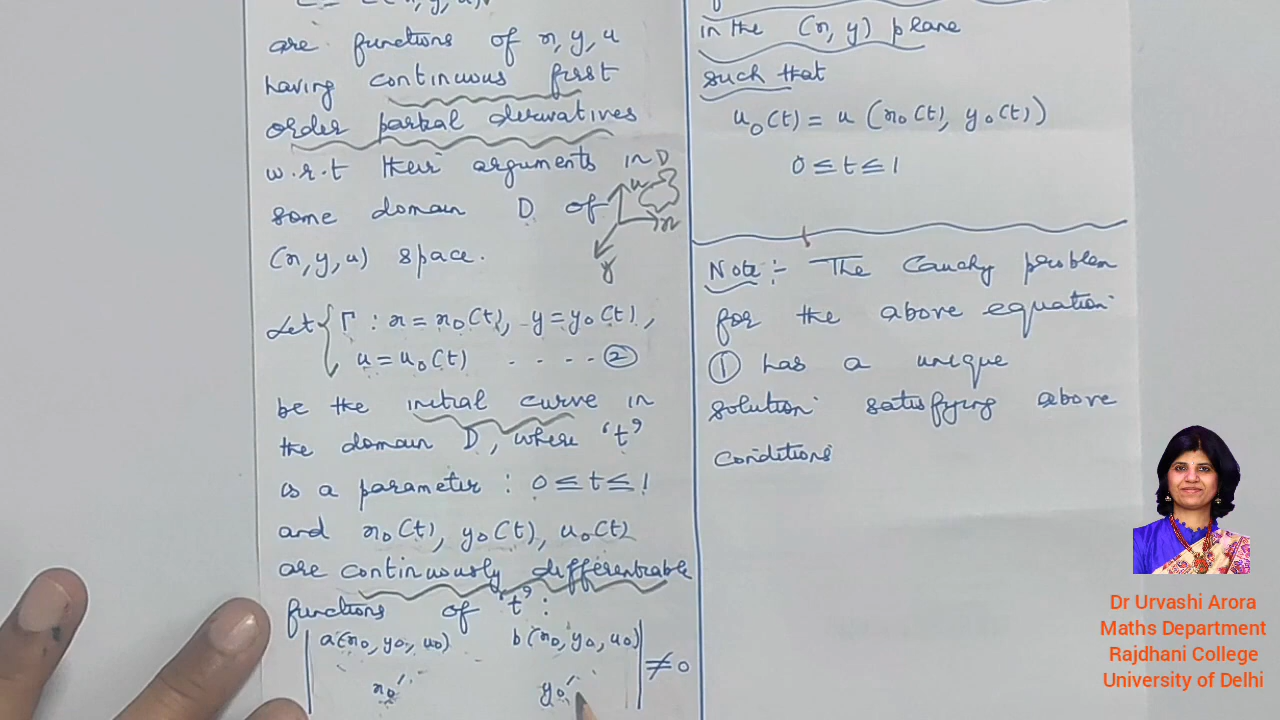 are functions of x, y, u
having continuous first
order partial derivatives
w.r.t their arguments in
some domain D of
(x, y, u) space.
D
u
x
y
Let { Γ : x = x₀(t), y = y₀(t),
u = u₀(t) - - - - ②
be the initial curve in
the domain D, where 't'
is a parameter : 0 ≤ t ≤ 1
and x₀(t), y₀(t), u₀(t)
are continuously differentiable
functions of 't' :
| a(x₀, y₀, u₀) b(x₀, y₀, u₀) |
| x₀' y₀' | ≠ 0
in the (x, y) plane
such that
u₀(t) = u (x₀(t), y₀(t))
0 ≤ t ≤ 1
Note :- The Cauchy problem
for the above equation
① has a unique
solution satisfying above
conditions
Dr Urvashi Arora
Maths Department
Rajdhani College
University of Delhi